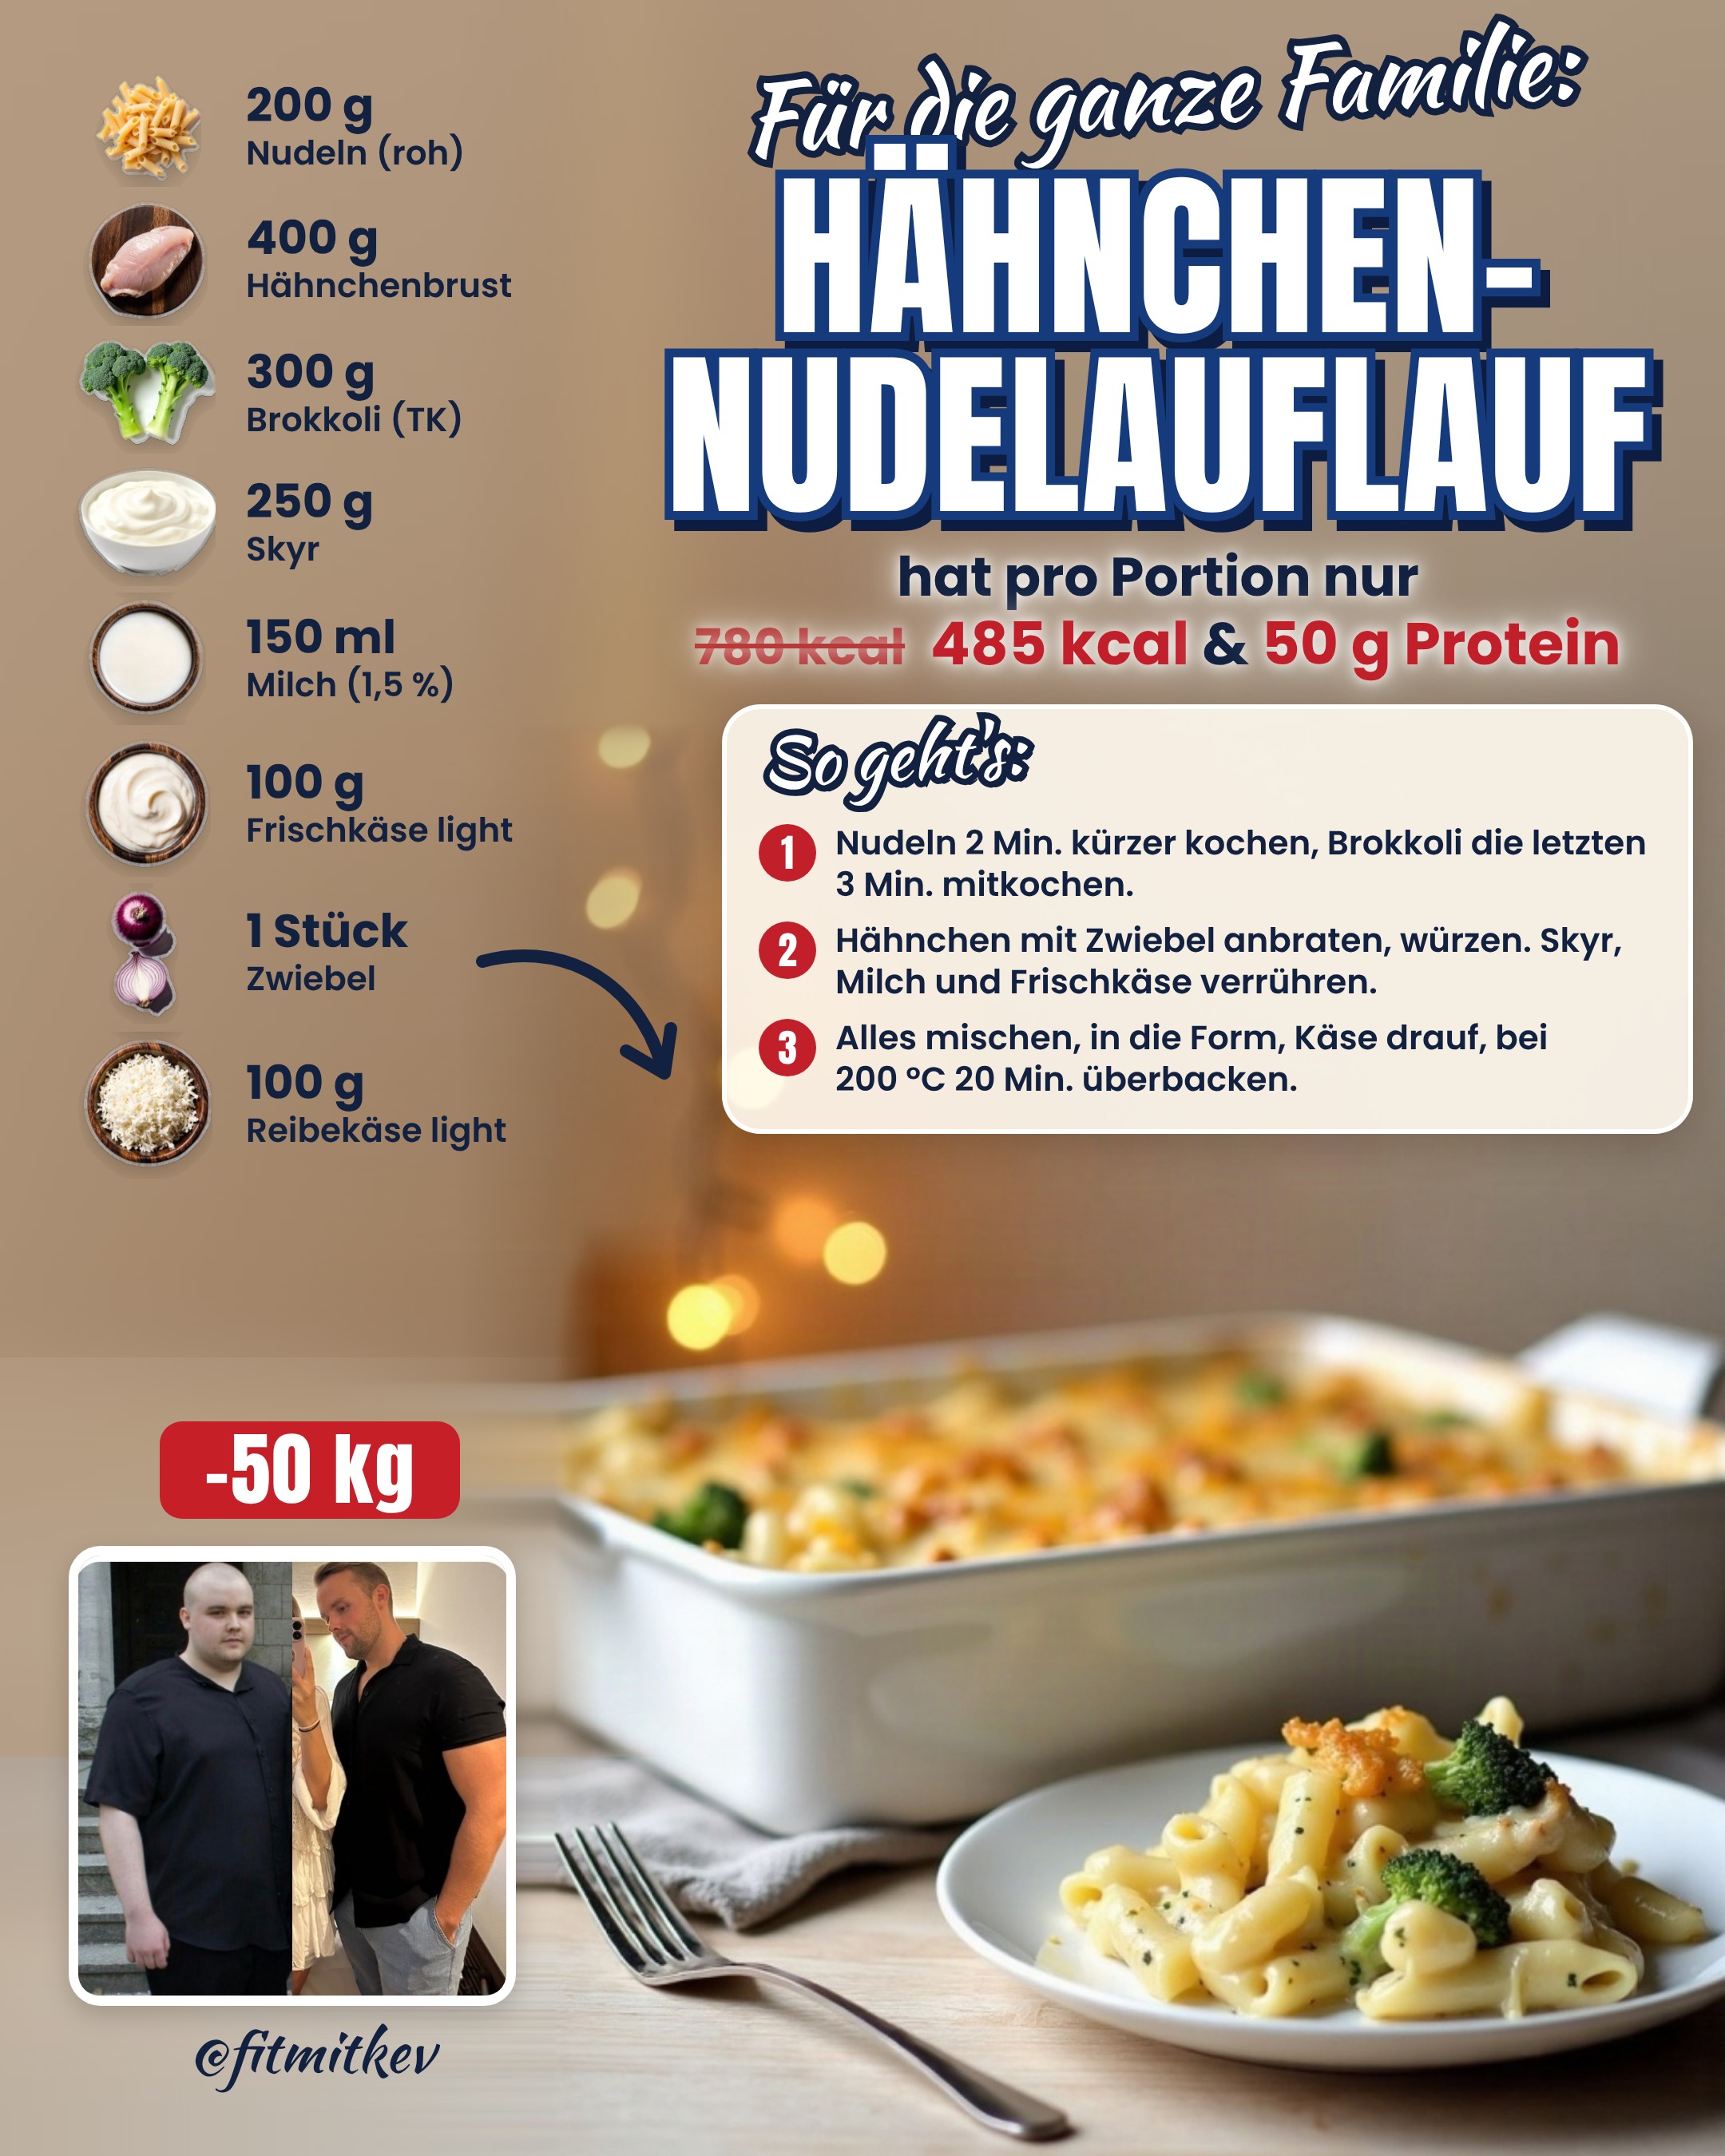 Für die ganze Familie:
HÄHNCHEN-
NUDELAUFLAUF
hat pro Portion nur
780 kcal 485 kcal & 50 g Protein
200 g
Nudeln (roh)
400 g
Hähnchenbrust
300 g
Brokkoli (TK)
250 g
Skyr
150 ml
Milch (1,5 %)
100 g
Frischkäse light
1 Stück
Zwiebel
100 g
Reibekäse light
So geht's:
1 Nudeln 2 Min. kürzer kochen, Brokkoli die letzten
3 Min. mitkochen.
2 Hähnchen mit Zwiebel anbraten, würzen. Skyr,
Milch und Frischkäse verrühren.
3 Alles mischen, in die Form, Käse drauf, bei
200 °C 20 Min. überbacken.
-50 kg
@fitmitkev